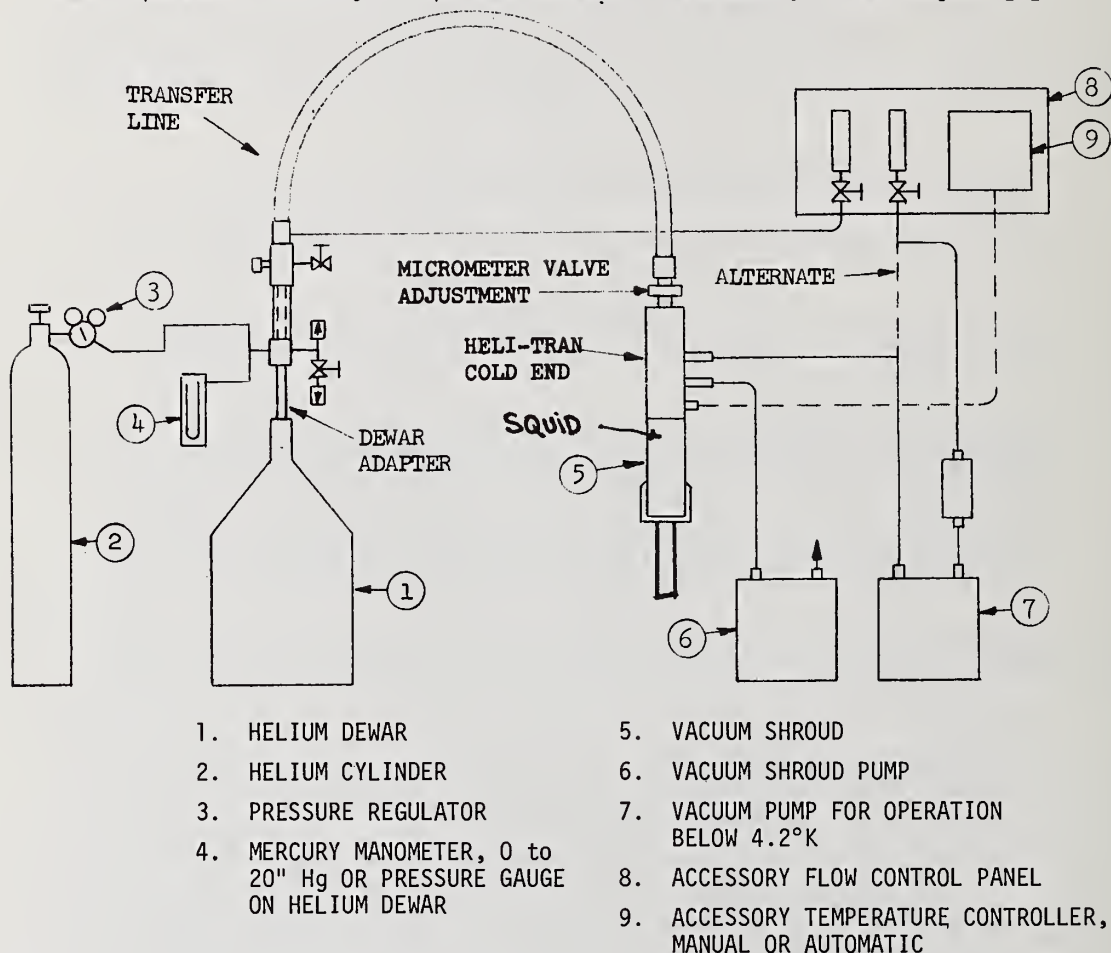 TRANSFER
LINE
8
9
3
MICROMETER VALVE
ADJUSTMENT
ALTERNATE
HELI-TRAN
COLD END
4
SQUID
DEWAR
ADAPTER
5
2
1
6
7
1. HELIUM DEWAR
2. HELIUM CYLINDER
3. PRESSURE REGULATOR
4. MERCURY MANOMETER, 0 to
20" Hg OR PRESSURE GAUGE
ON HELIUM DEWAR
5. VACUUM SHROUD
6. VACUUM SHROUD PUMP
7. VACUUM PUMP FOR OPERATION
BELOW 4.2°K
8. ACCESSORY FLOW CONTROL PANEL
9. ACCESSORY TEMPERATURE CONTROLLER,
MANUAL OR AUTOMATIC